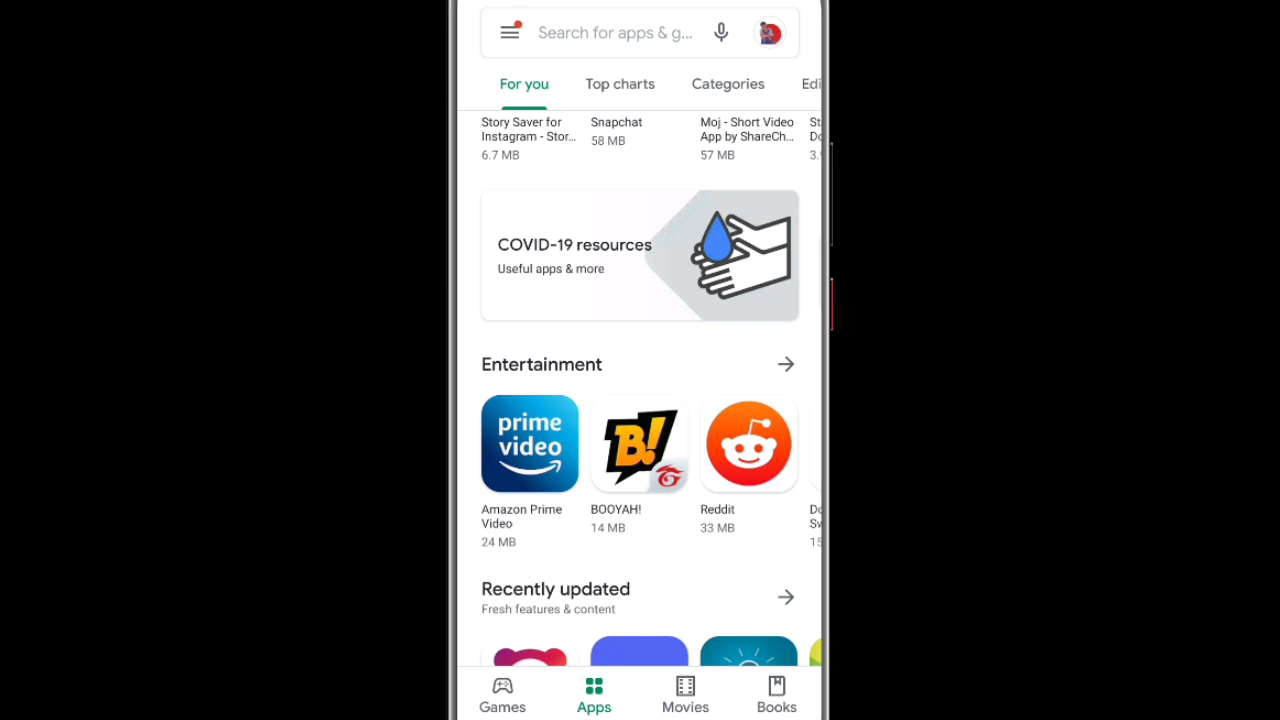 Search for apps & g...
For you
Top charts
Categories
Edi
Story Saver for
Instagram - Stor...
6.7 MB
Snapchat
58 MB
Moj - Short Video
App by ShareCh...
57 MB
St
Do
3.
COVID-19 resources
Useful apps & more
Entertainment
prime
video
B!
Amazon Prime
Video
24 MB
BOOYAH!
14 MB
Reddit
33 MB
Do
Sv
15
Recently updated
Fresh features & content
Games
Apps
Movies
Books